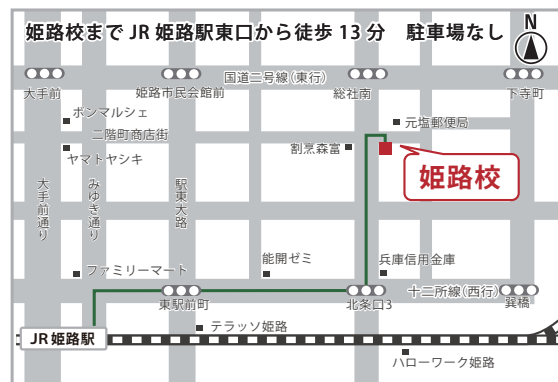 姫路校まで JR 姫路駅東口から徒歩 13 分　駐車場なし
N
国道二号線(東行)
大手前
姫路市民会館前
総社南
下寺町
ボンマルシェ
元塩郵便局
二階町商店街
割烹森富
ヤマトヤシキ
姫路校
大手前通り
みゆき通り
駅東大路
能開ゼミ
兵庫信用金庫
ファミリーマート
十二所線(西行)
東駅前町
北条口3
巽橋
テラッソ姫路
JR 姫路駅
ハローワーク姫路